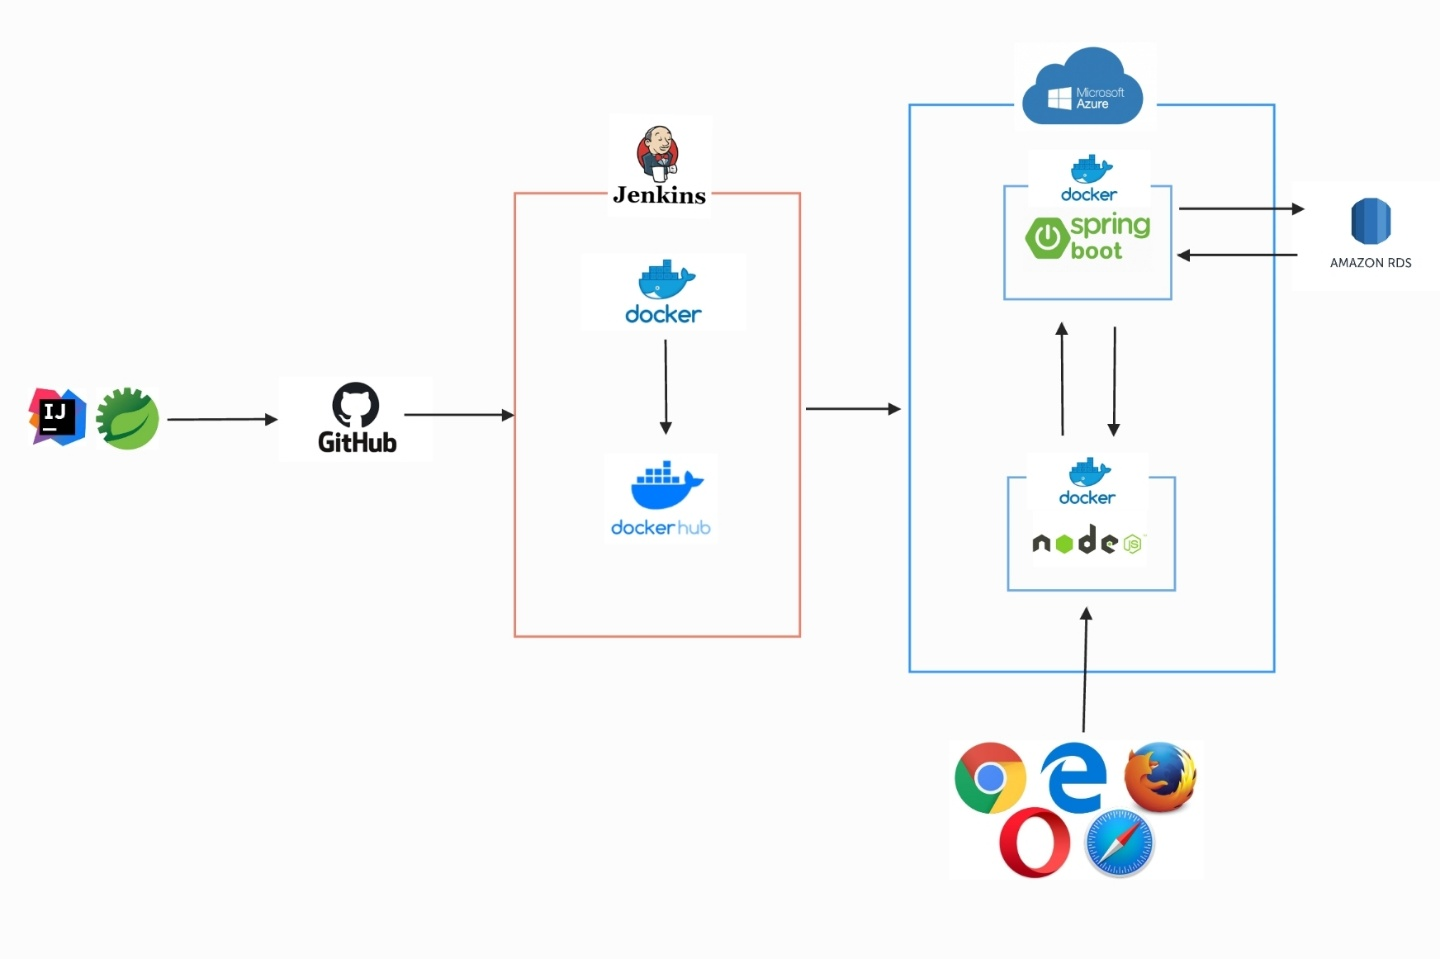 Microsoft
Azure
Jenkins
docker
spring
boot
AMAZON RDS
docker
IJ
GitHub
docker
docker hub
node
JS